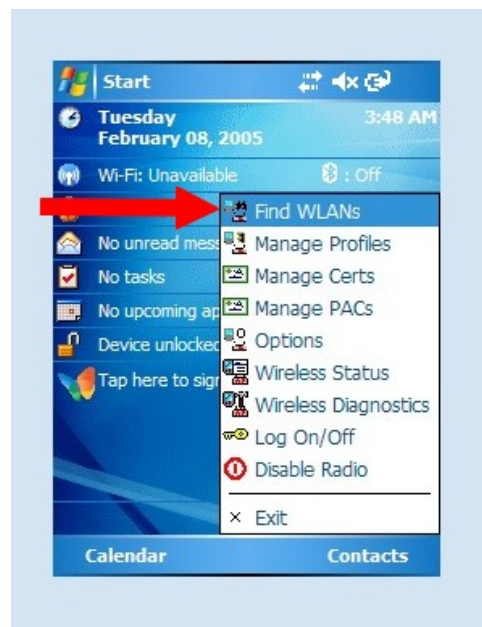 Start
Tuesday 3:48 AM
February 08, 2005
Wi-Fi: Unavailable : Off
Find WLANs
No unread mess
Manage Profiles
No tasks
Manage Certs
No upcoming ap
Manage PACs
Device unlocked
Options
Tap here to sign
Wireless Status
Wireless Diagnostics
Log On/Off
Disable Radio
× Exit
Calendar Contacts